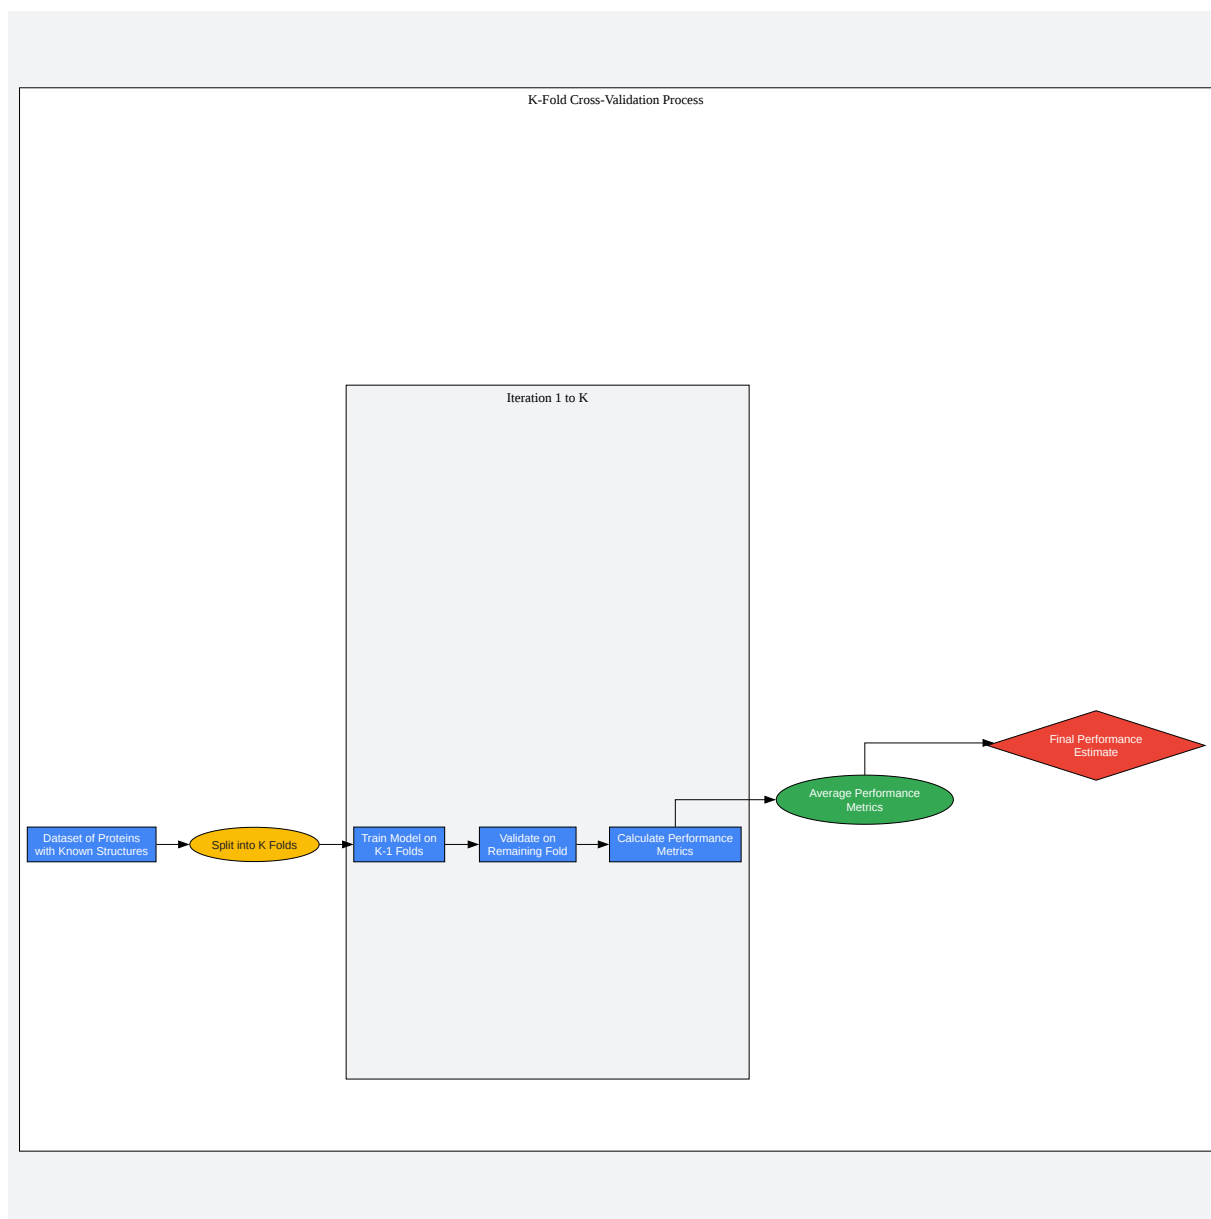 K-Fold Cross-Validation Process
Iteration 1 to K
Dataset of Proteins
with Known Structures
Split into K Folds
Train Model on
K-1 Folds
Validate on
Remaining Fold
Calculate Performance
Metrics
Average Performance
Metrics
Final Performance
Estimate